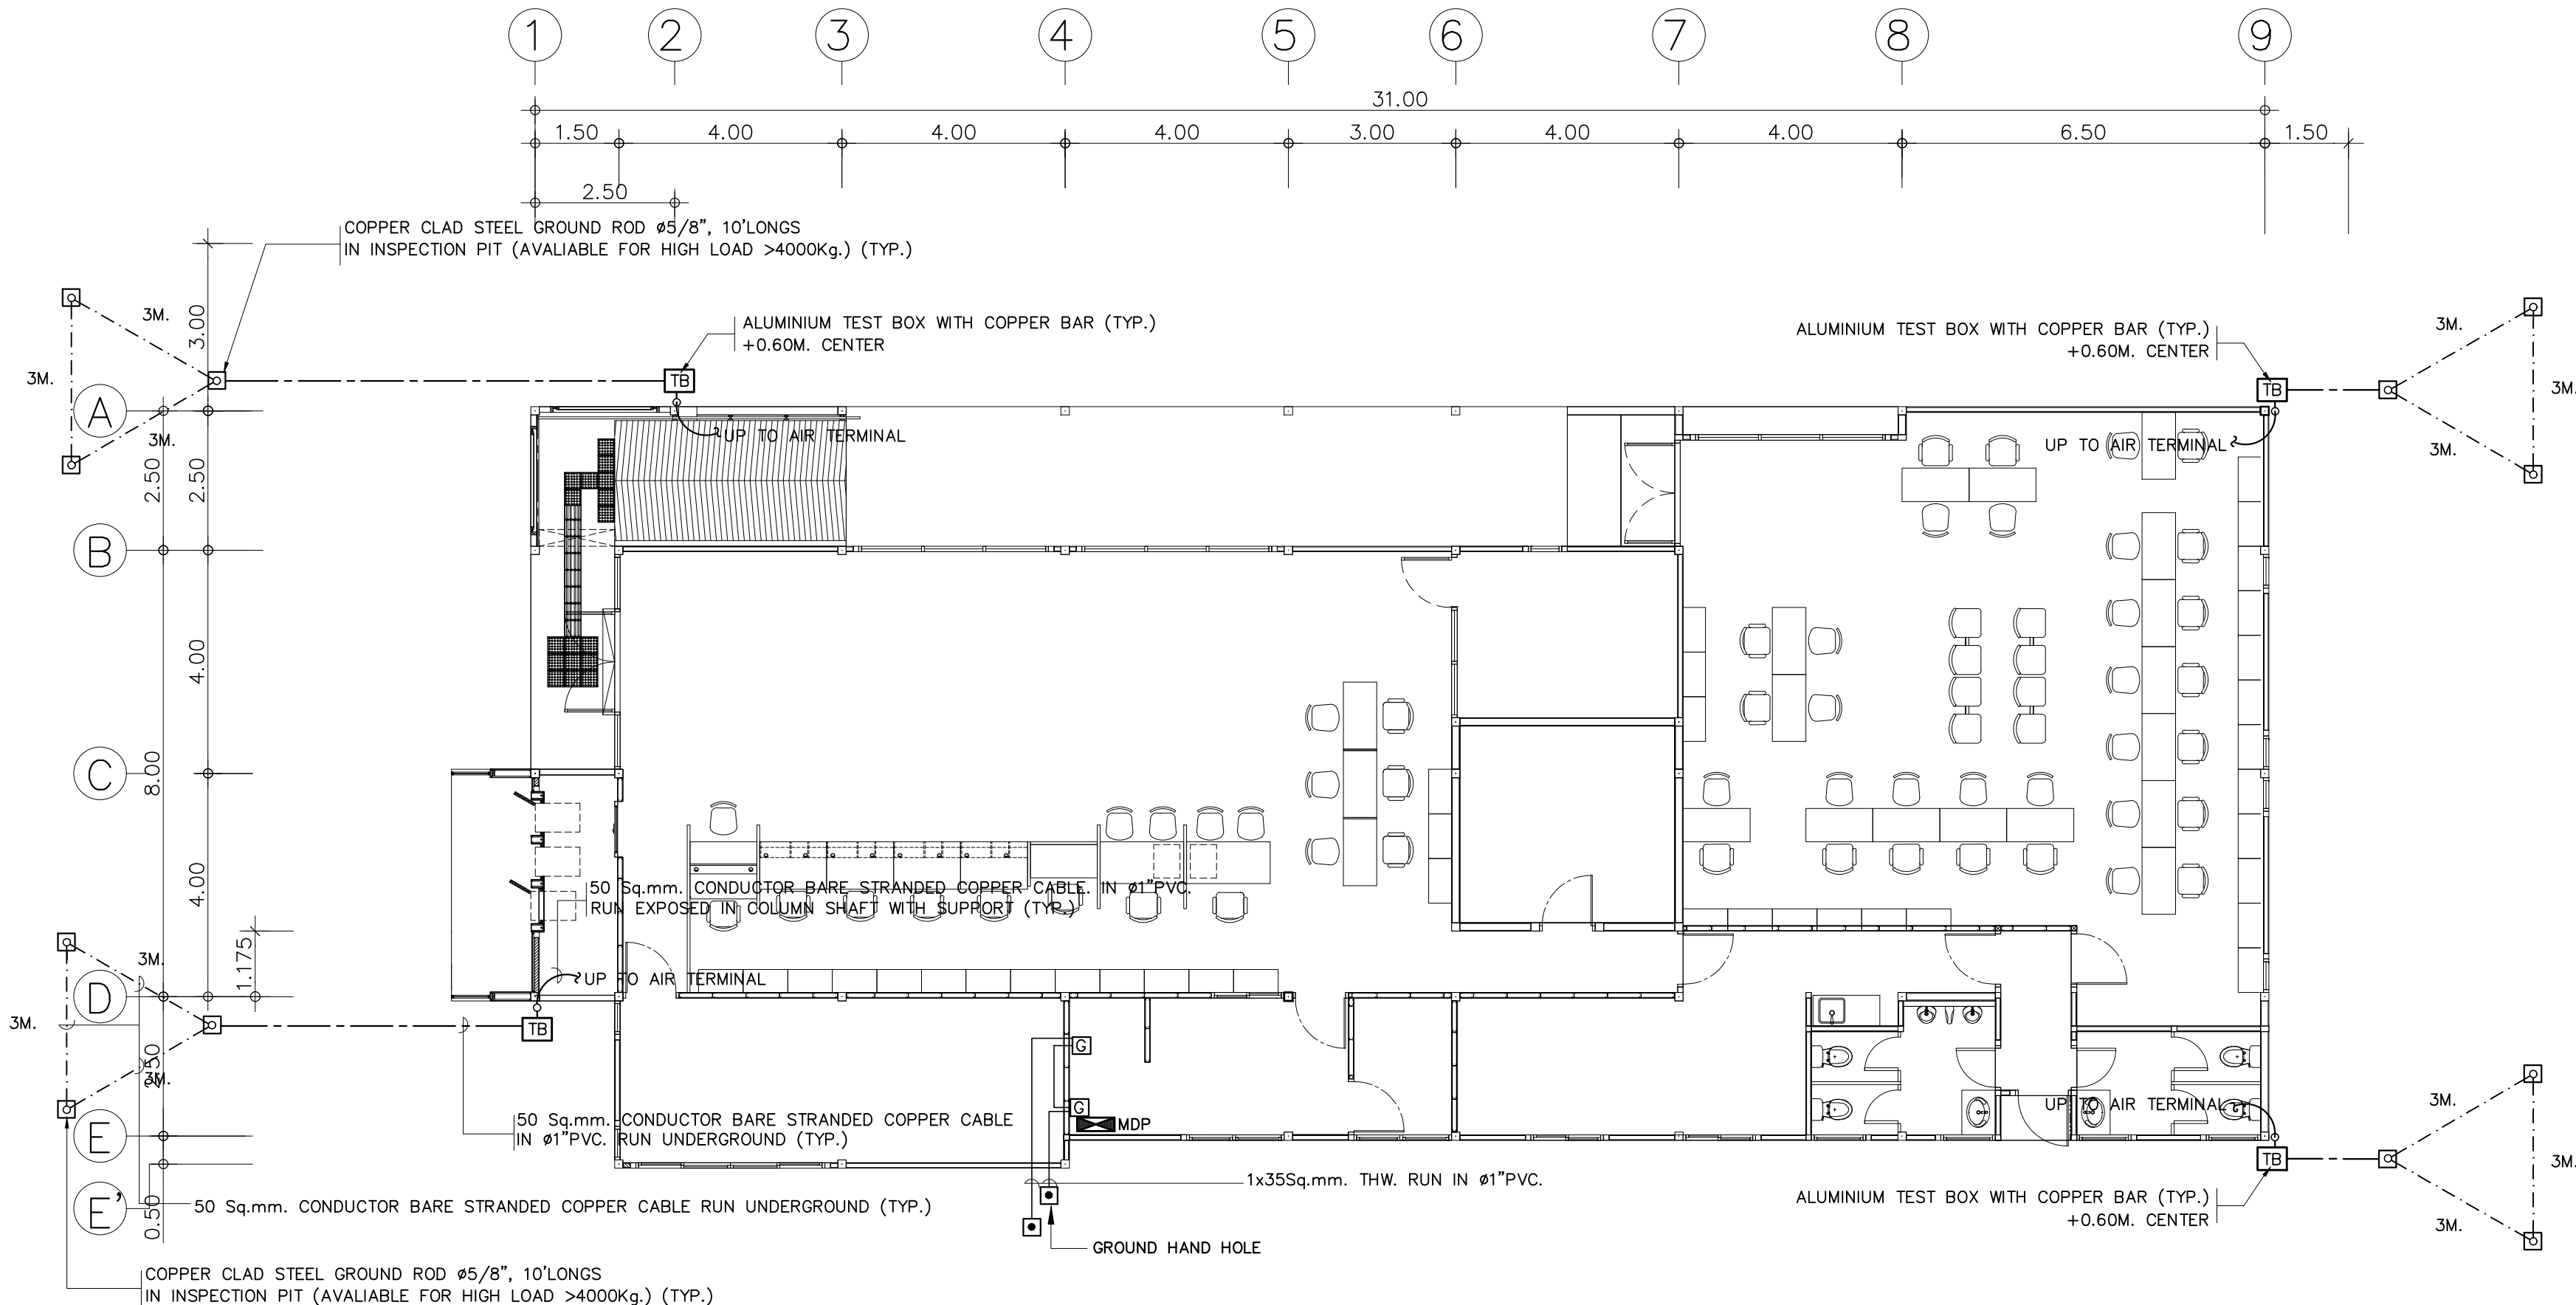 1 2 3 4 5 6 7 8 9
31.00
1.50 4.00 4.00 4.00 3.00 4.00 4.00 6.50 1.50
2.50
COPPER CLAD STEEL GROUND ROD ø5/8", 10'LONGS
IN INSPECTION PIT (AVALIABLE FOR HIGH LOAD >4000Kg.) (TYP.)
3M.
3M.
3M.
3.00
ALUMINIUM TEST BOX WITH COPPER BAR (TYP.)
+0.60M. CENTER
TB
UP TO AIR TERMINAL
ALUMINIUM TEST BOX WITH COPPER BAR (TYP.)
+0.60M. CENTER
TB
UP TO AIR TERMINAL
3M.
3M.
3M.
A
2.50
2.50
B
4.00
C
8.00
4.00
50 Sq.mm. CONDUCTOR BARE STRANDED COPPER CABLE. IN ø1"PVC.
RUN EXPOSED IN COLUMN SHAFT WITH SUPPORT (TYP.)
1.175
UP TO AIR TERMINAL
D
3M.
3M.
3M.
TB
2.50
G
G
MDP
50 Sq.mm. CONDUCTOR BARE STRANDED COPPER CABLE
IN ø1"PVC. RUN UNDERGROUND (TYP.)
UP TO AIR TERMINAL
TB
3M.
3M.
3M.
E
E'
0.50
50 Sq.mm. CONDUCTOR BARE STRANDED COPPER CABLE RUN UNDERGROUND (TYP.)
1x35Sq.mm. THW. RUN IN ø1"PVC.
ALUMINIUM TEST BOX WITH COPPER BAR (TYP.)
+0.60M. CENTER
GROUND HAND HOLE
COPPER CLAD STEEL GROUND ROD ø5/8", 10'LONGS
IN INSPECTION PIT (AVALIABLE FOR HIGH LOAD >4000Kg.) (TYP.)